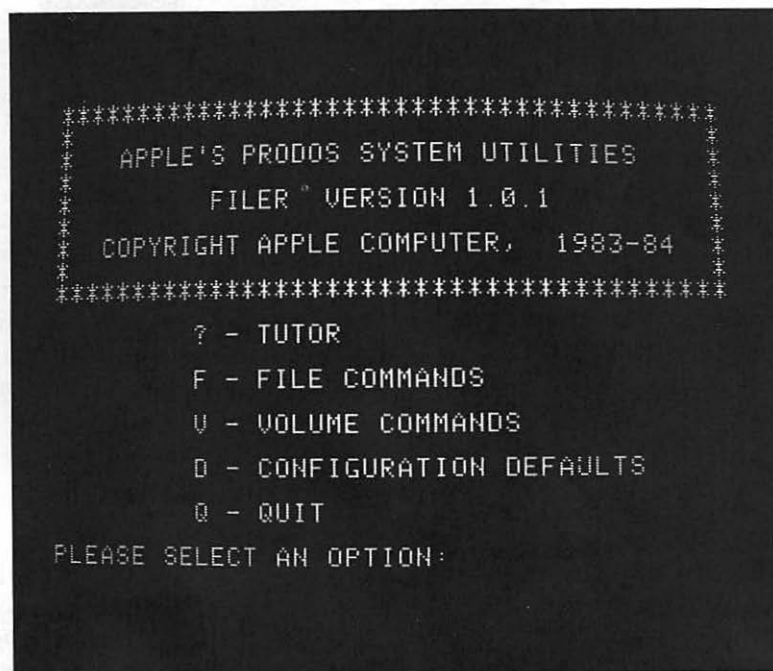 ****************************************
* APPLE'S PRODOS SYSTEM UTILITIES *
* FILER VERSION 1.0.1 *
* COPYRIGHT APPLE COMPUTER, 1983-84 *
****************************************
? - TUTOR
F - FILE COMMANDS
V - VOLUME COMMANDS
D - CONFIGURATION DEFAULTS
Q - QUIT
PLEASE SELECT AN OPTION: